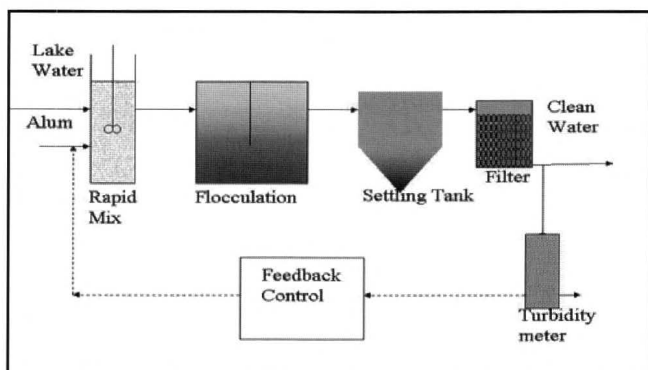 Lake
Water
Alum
Rapid
Mix
Flocculation
Settling Tank
Filter
Clean
Water
Feedback
Control
Turbidity
meter